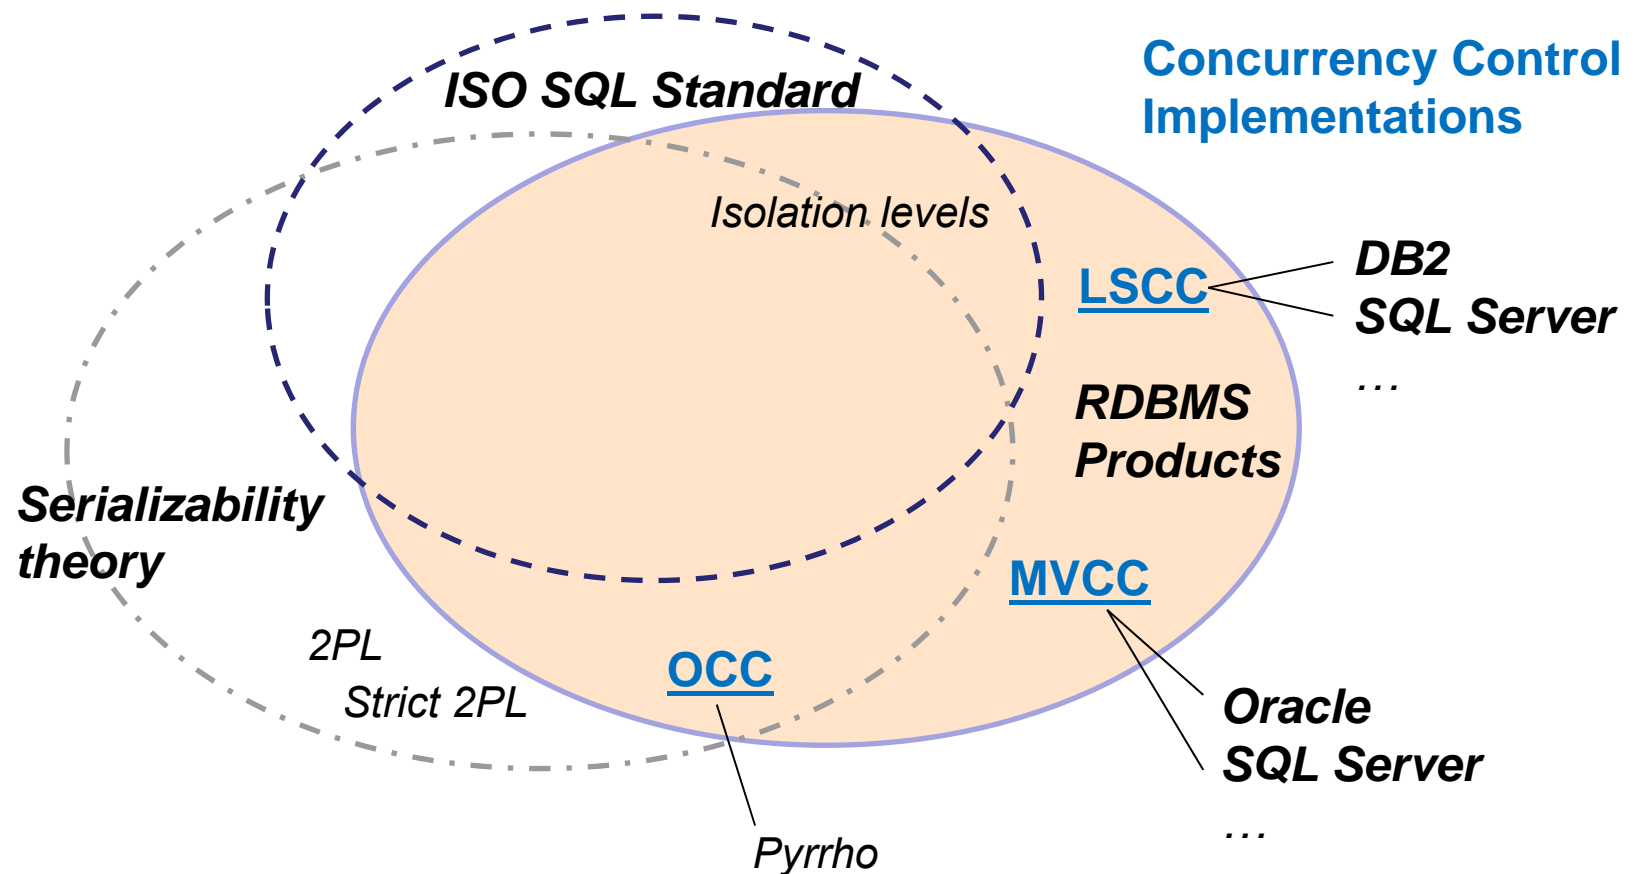 Concurrency Control
Implementations
ISO SQL Standard
Isolation levels
LSCC
DB2
SQL Server
…
RDBMS
Products
Serializability
theory
MVCC
2PL
Strict 2PL
OCC
Oracle
SQL Server
…
Pyrrho